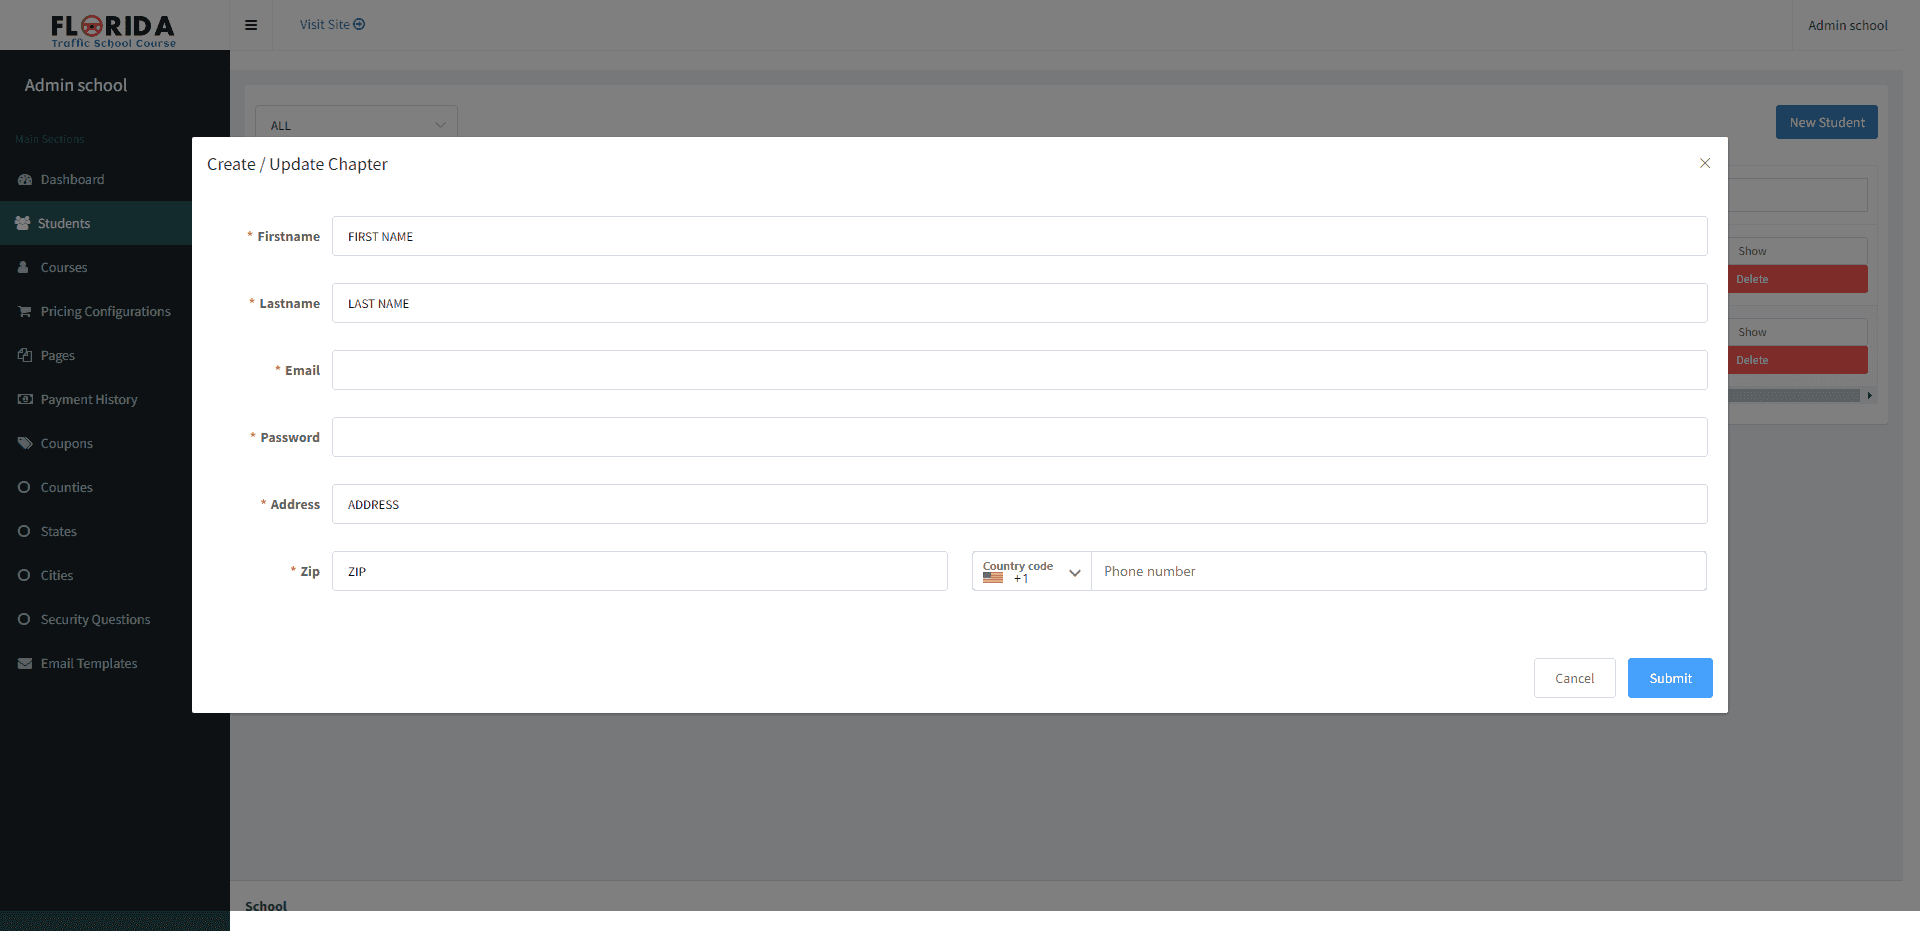 FLORIDA
Traffic School Course
Visit Site
Admin school
Admin school
Main Sections
Dashboard
Students
Courses
Pricing Configurations
Pages
Payment History
Coupons
Counties
States
Cities
Security Questions
Email Templates
ALL
New Student
Create / Update Chapter
* Firstname
FIRST NAME
* Lastname
LAST NAME
* Email
* Password
* Address
ADDRESS
* Zip
ZIP
Country code
+1
Phone number
Cancel
Submit
Show
Delete
Show
Delete
School